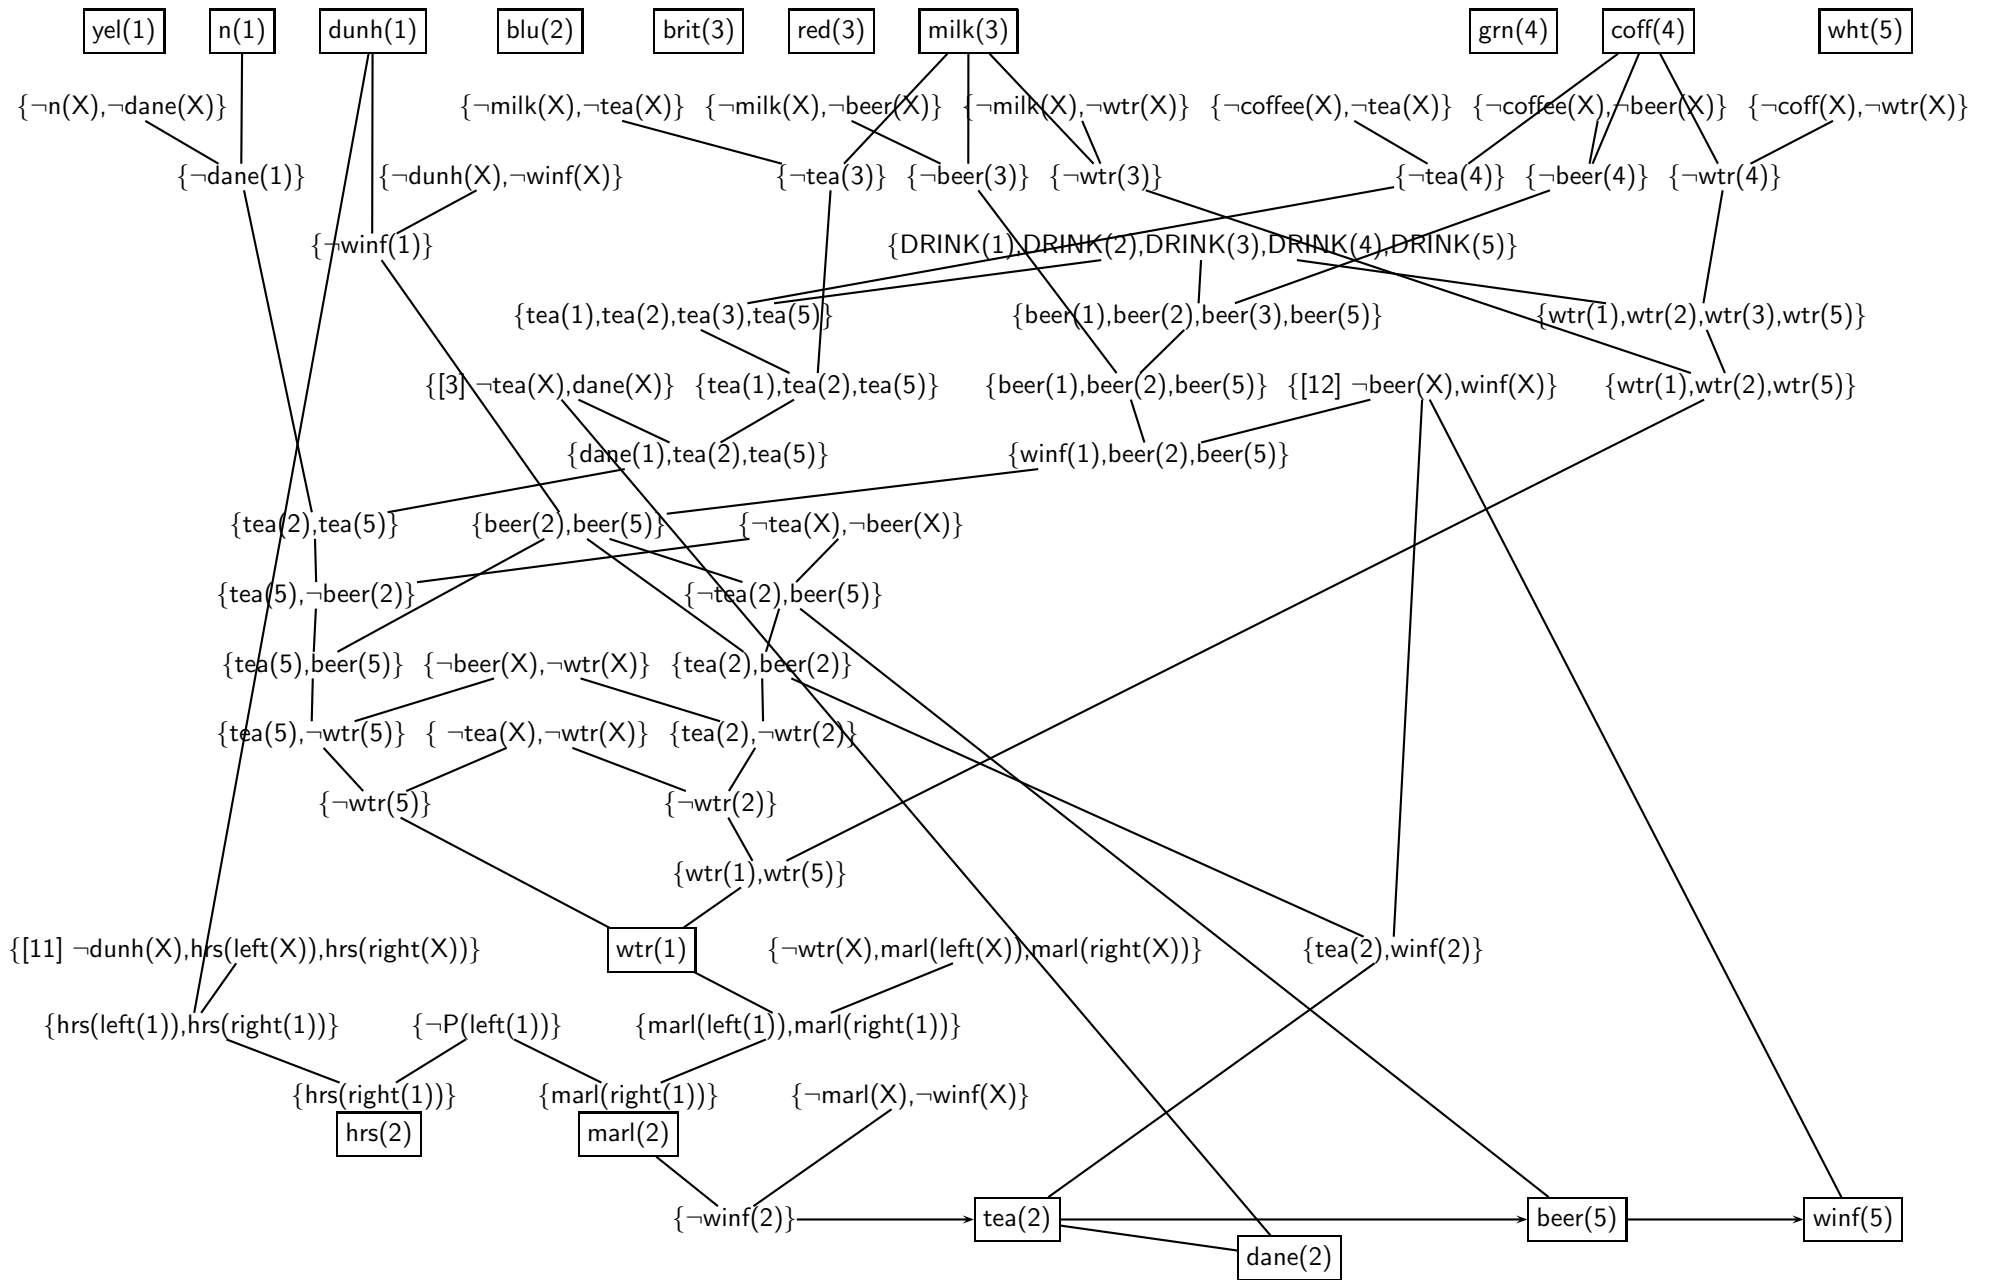 yel(1) n(1) dunh(1) blu(2) brit(3) red(3) milk(3) grn(4) coff(4) wht(5)
{¬n(X),¬dane(X)} {¬milk(X),¬tea(X)} {¬milk(X),¬beer(X)} {¬milk(X),¬wtr(X)} {¬coffee(X),¬tea(X)} {¬coffee(X),¬beer(X)} {¬coff(X),¬wtr(X)}
{¬dane(1)} {¬dunh(X),¬winf(X)} {¬tea(3)} {¬beer(3)} {¬wtr(3)} {¬tea(4)} {¬beer(4)} {¬wtr(4)}
{¬winf(1)} {DRINK(1),DRINK(2),DRINK(3),DRINK(4),DRINK(5)}
{tea(1),tea(2),tea(3),tea(5)} {beer(1),beer(2),beer(3),beer(5)} {wtr(1),wtr(2),wtr(3),wtr(5)}
{[3] ¬tea(X),dane(X)} {tea(1),tea(2),tea(5)} {beer(1),beer(2),beer(5)} {[12] ¬beer(X),winf(X)} {wtr(1),wtr(2),wtr(5)}
{dane(1),tea(2),tea(5)} {winf(1),beer(2),beer(5)}
{tea(2),tea(5)} {beer(2),beer(5)} {¬tea(X),¬beer(X)}
{tea(5),¬beer(2)} {¬tea(2),beer(5)}
{tea(5),beer(5)} {¬beer(X),¬wtr(X)} {tea(2),beer(2)}
{tea(5),¬wtr(5)} { ¬tea(X),¬wtr(X)} {tea(2),¬wtr(2)}
{¬wtr(5)} {¬wtr(2)}
{wtr(1),wtr(5)}
{[11] ¬dunh(X),hrs(left(X)),hrs(right(X))} wtr(1) {¬wtr(X),marl(left(X)),marl(right(X))} {tea(2),winf(2)}
{hrs(left(1)),hrs(right(1))} {¬P(left(1))} {marl(left(1)),marl(right(1))}
{hrs(right(1))} {marl(right(1))} {¬marl(X),¬winf(X)}
hrs(2) marl(2)
{¬winf(2)} tea(2) beer(5) winf(5)
dane(2)